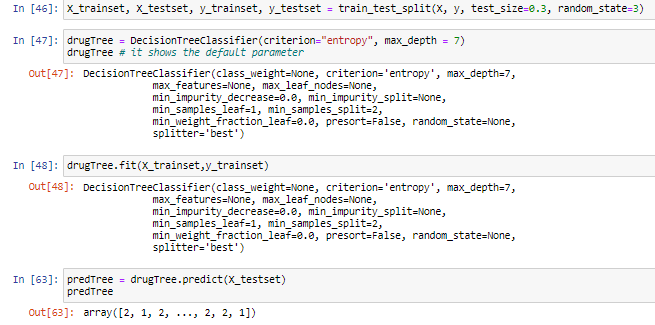 In [46]: X_trainset, X_testset, y_trainset, y_testset = train_test_split(X, y, test_size=0.3, random_state=3)
In [47]: drugTree = DecisionTreeClassifier(criterion="entropy", max_depth = 7)
drugTree # it shows the default parameter
Out[47]: DecisionTreeClassifier(class_weight=None, criterion='entropy', max_depth=7,
max_features=None, max_leaf_nodes=None,
min_impurity_decrease=0.0, min_impurity_split=None,
min_samples_leaf=1, min_samples_split=2,
min_weight_fraction_leaf=0.0, presort=False, random_state=None,
splitter='best')
In [48]: drugTree.fit(X_trainset,y_trainset)
Out[48]: DecisionTreeClassifier(class_weight=None, criterion='entropy', max_depth=7,
max_features=None, max_leaf_nodes=None,
min_impurity_decrease=0.0, min_impurity_split=None,
min_samples_leaf=1, min_samples_split=2,
min_weight_fraction_leaf=0.0, presort=False, random_state=None,
splitter='best')
In [63]: predTree = drugTree.predict(X_testset)
predTree
Out[63]: array([2, 1, 2, ..., 2, 2, 1])